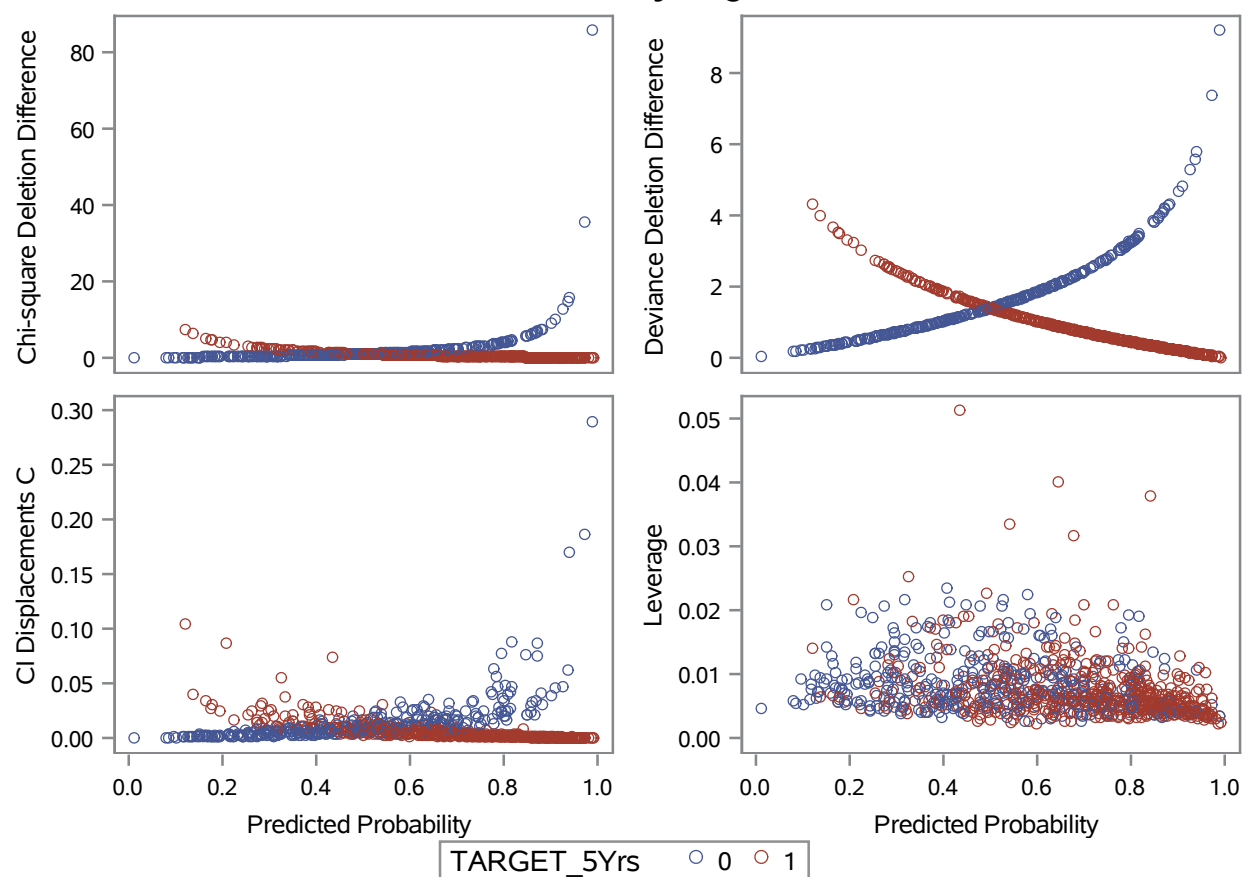 Chi-square Deletion Difference
80
60
40
20
0
Deviance Deletion Difference
8
6
4
2
0
CI Displacements C
0.30
0.25
0.20
0.15
0.10
0.05
0.00
0.0 0.2 0.4 0.6 0.8 1.0
Predicted Probability
Leverage
0.05
0.04
0.03
0.02
0.01
0.00
0.0 0.2 0.4 0.6 0.8 1.0
Predicted Probability
TARGET_5Yrs 0 1